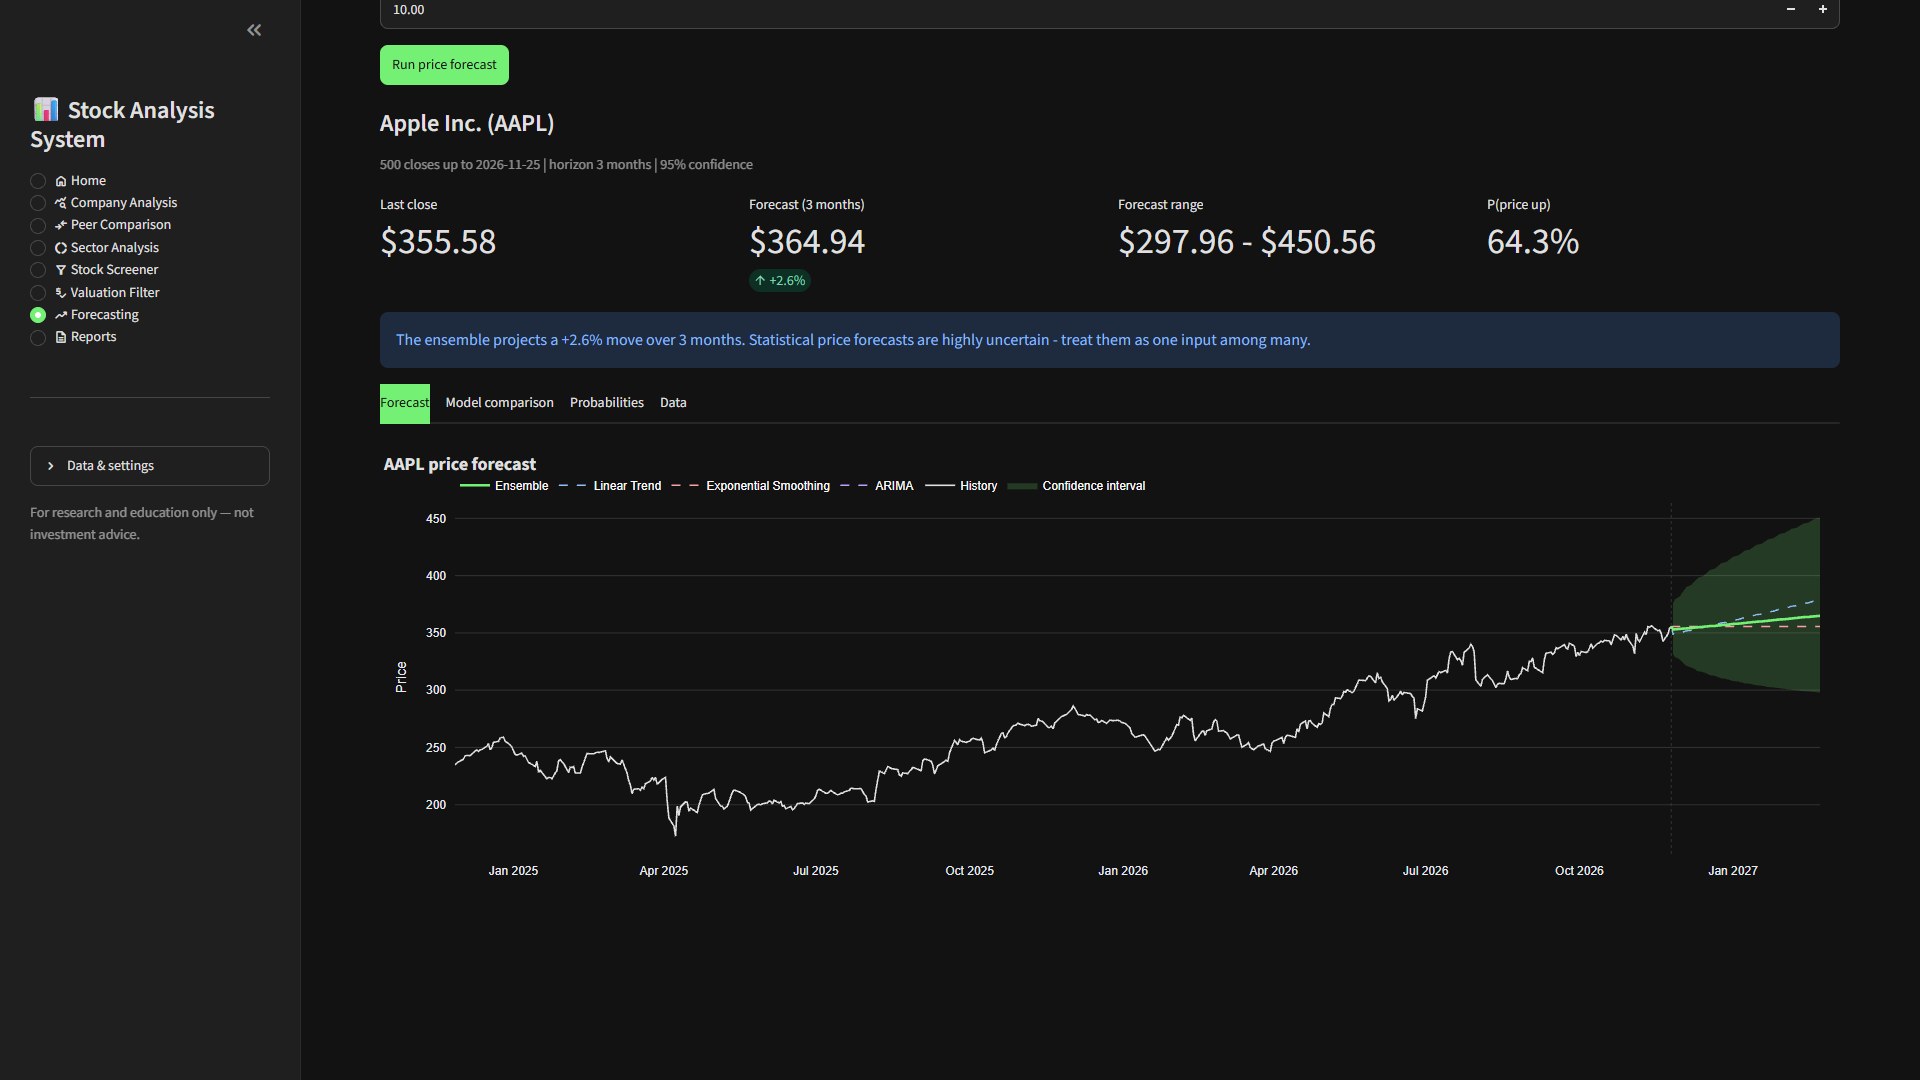 10.00
Run price forecast
Stock Analysis
System
Home
Company Analysis
Peer Comparison
Sector Analysis
Stock Screener
Valuation Filter
Forecasting
Reports
Data & settings
For research and education only — not
investment advice.
Apple Inc. (AAPL)
500 closes up to 2026-11-25 | horizon 3 months | 95% confidence
Last close
$355.58
Forecast (3 months)
$364.94
↑ +2.6%
Forecast range
$297.96 - $450.56
P(price up)
64.3%
The ensemble projects a +2.6% move over 3 months. Statistical price forecasts are highly uncertain - treat them as one input among many.
Forecast Model comparison Probabilities Data
AAPL price forecast
Ensemble Linear Trend Exponential Smoothing ARIMA History Confidence interval
450
400
350
300
250
200
Price
Jan 2025 Apr 2025 Jul 2025 Oct 2025 Jan 2026 Apr 2026 Jul 2026 Oct 2026 Jan 2027